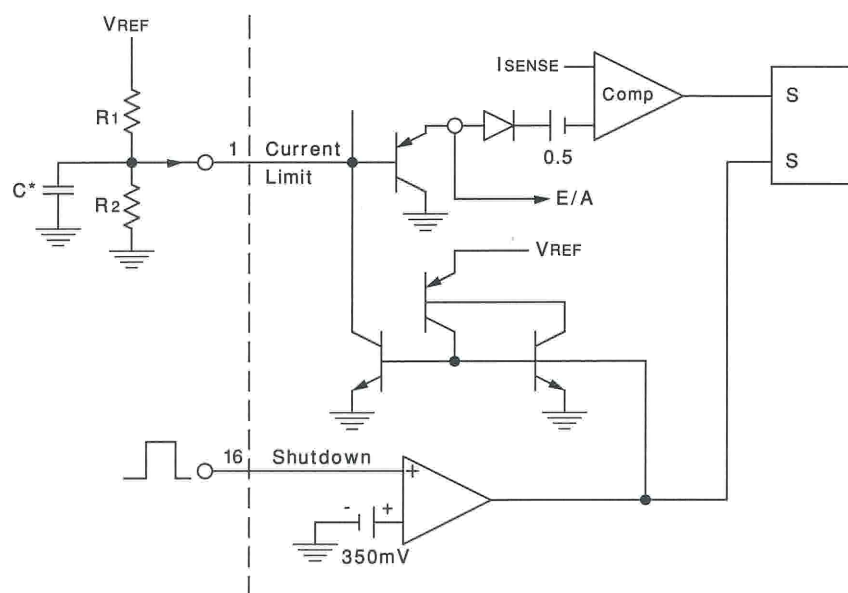 VREF
ISENSE
Comp
S
R1
1 Current
Limit
0.5
S
C*
R2
E/A
VREF
16 Shutdown
+
- +
350mV